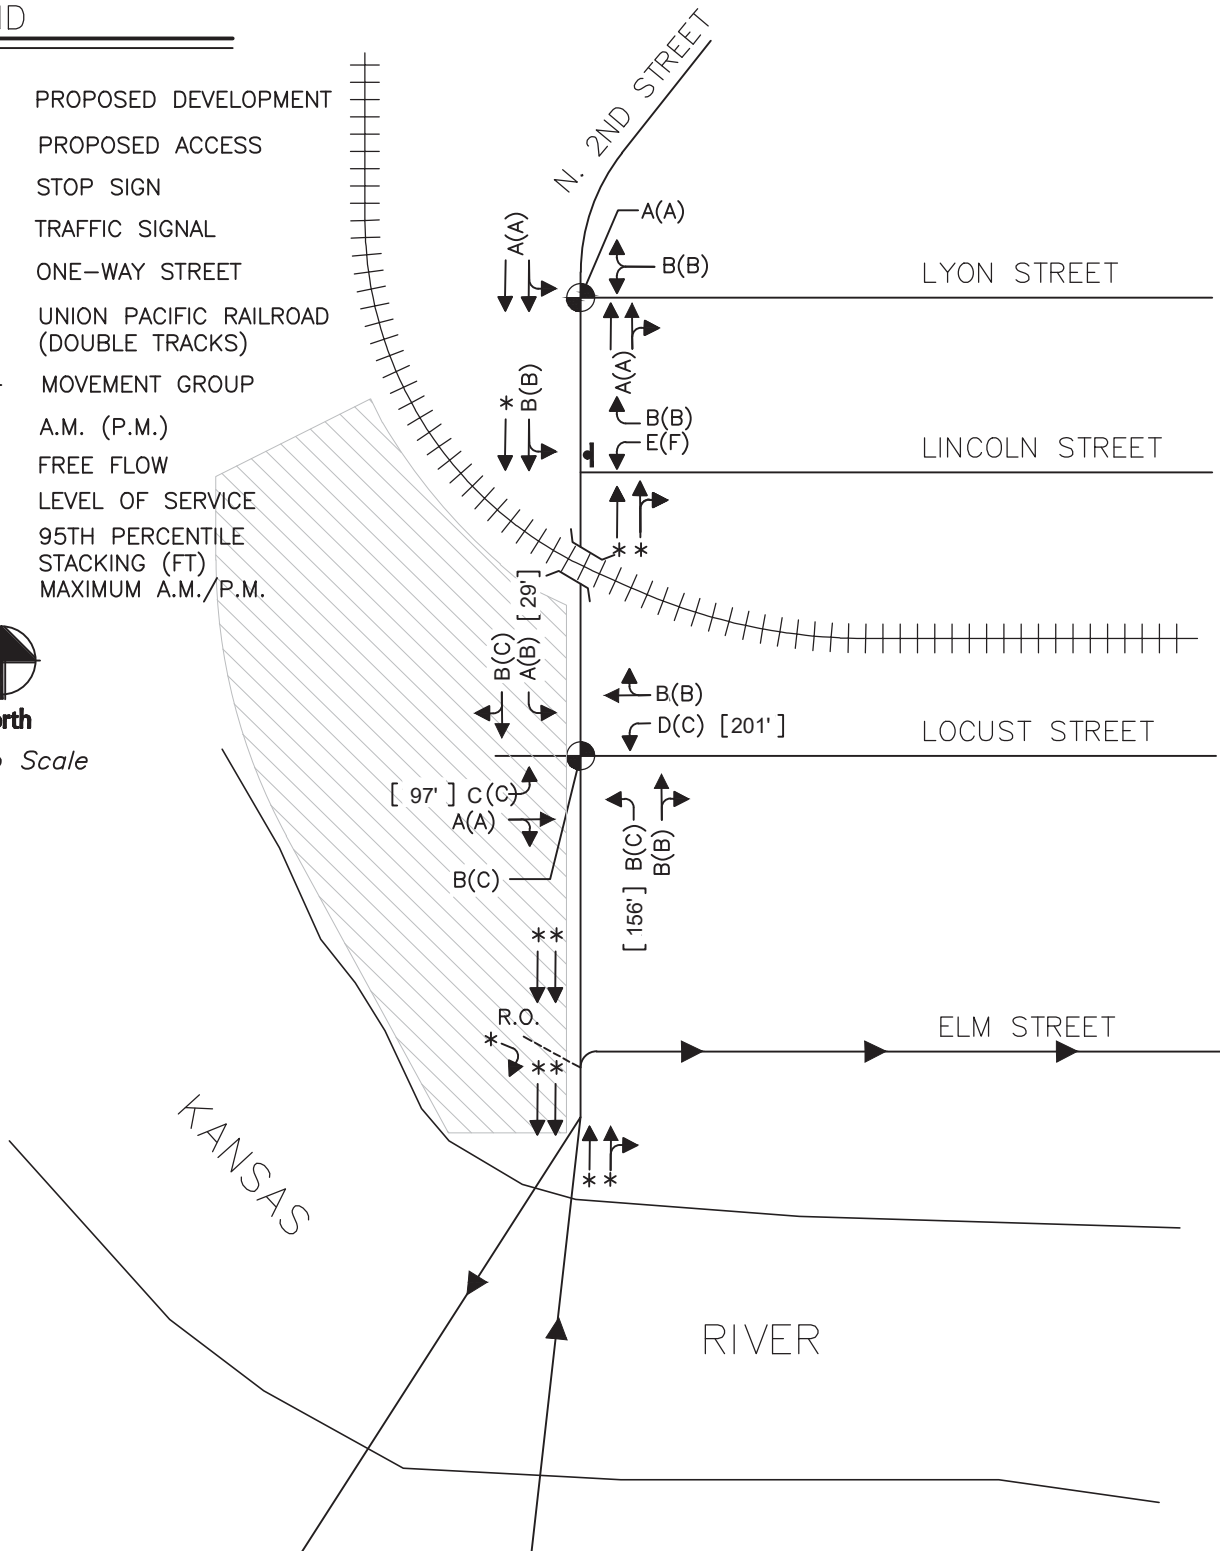 PROPOSED DEVELOPMENT
PROPOSED ACCESS
STOP SIGN
TRAFFIC SIGNAL
ONE-WAY STREET
UNION PACIFIC RAILROAD
(DOUBLE TRACKS)
MOVEMENT GROUP
A.M. (P.M.)
FREE FLOW
LEVEL OF SERVICE
95TH PERCENTILE
STACKING (FT)
MAXIMUM A.M./P.M.
rth
Scale
N. 2ND STREET
A(A)
A(A)
B(B)
LYON STREET
A(A)
*
B(B)
B(B)
E(F)
LINCOLN STREET
* *
B(C)
A(B) [ 29' ]
B(B)
D(C) [201' ]
LOCUST STREET
[ 97' ] C(C)
A(A)
B(C)
[ 156' ] B(C)
B(B)
**
R.O.
*
**
ELM STREET
* *
KANSAS
RIVER